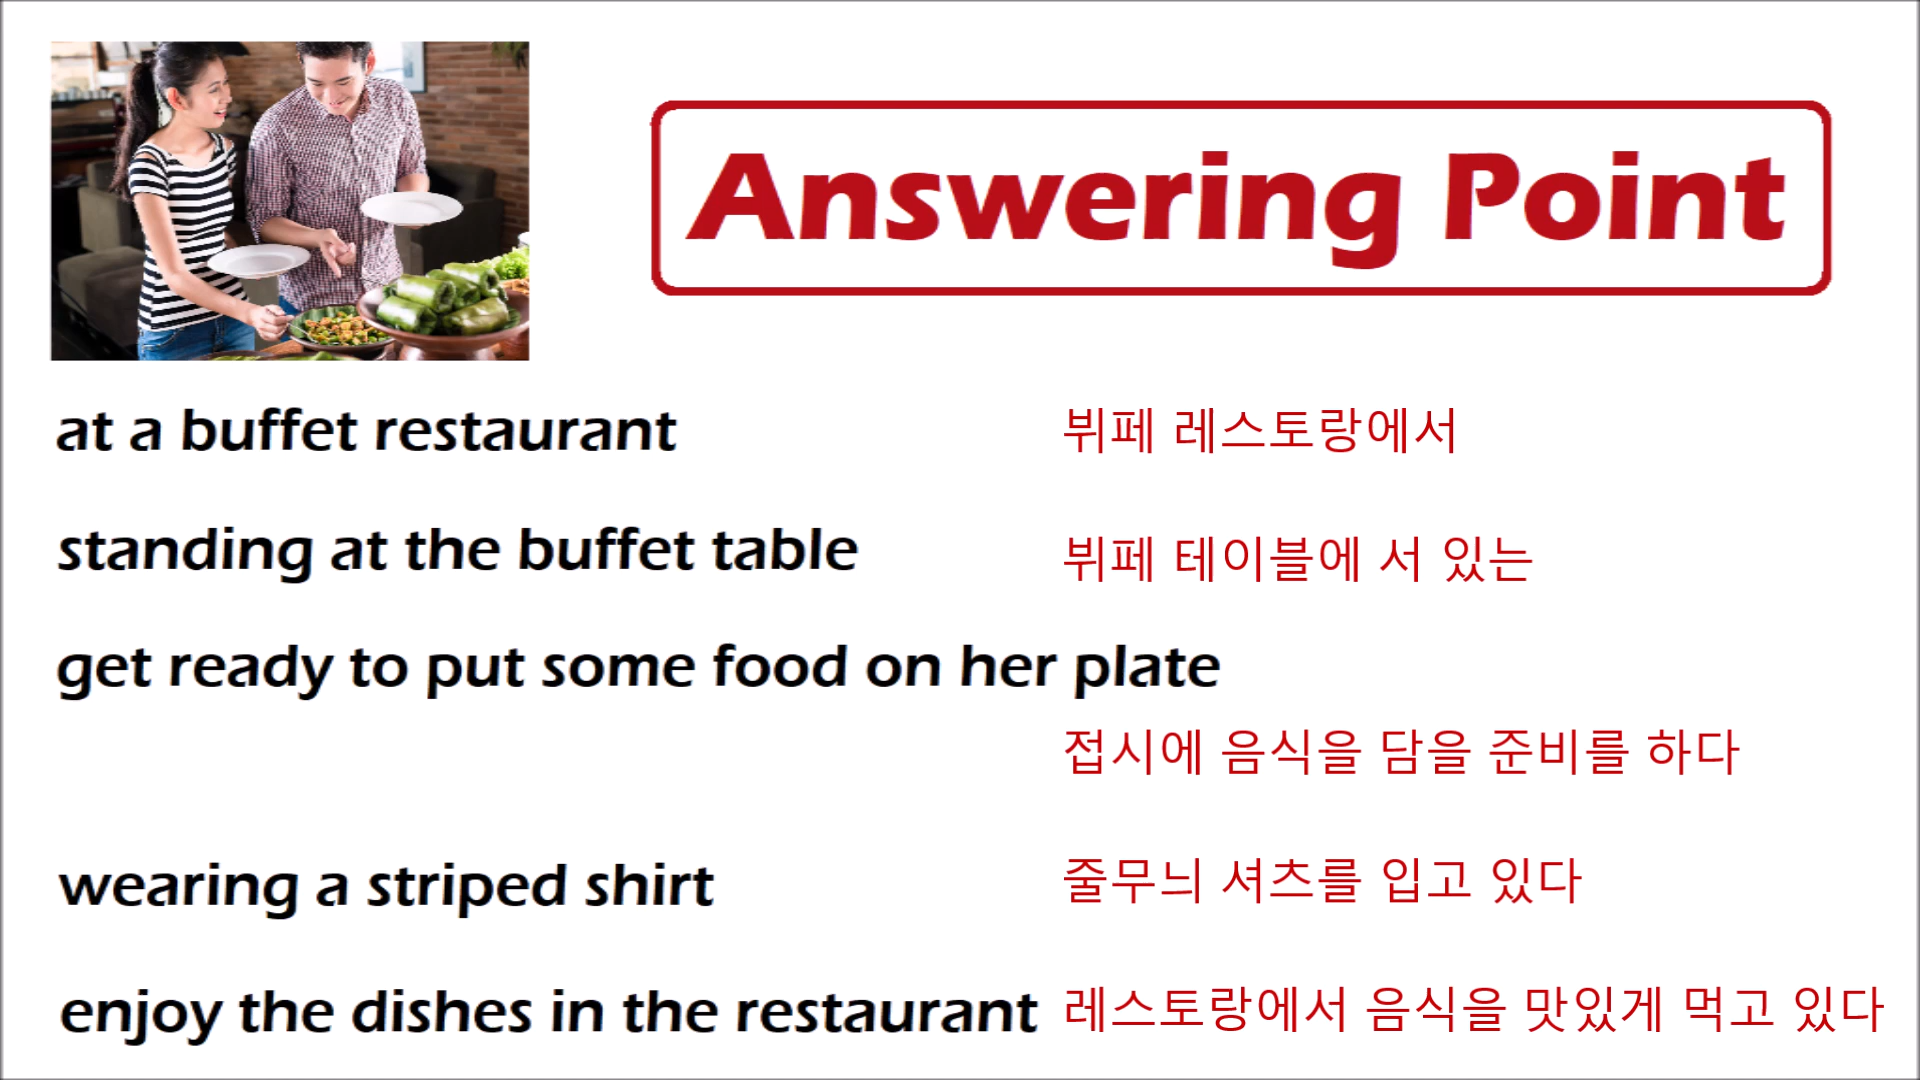 Answering Point
at a buffet restaurant 뷔페 레스토랑에서
standing at the buffet table 뷔페 테이블에 서 있는
get ready to put some food on her plate
접시에 음식을 담을 준비를 하다
wearing a striped shirt 줄무늬 셔츠를 입고 있다
enjoy the dishes in the restaurant 레스토랑에서 음식을 맛있게 먹고 있다